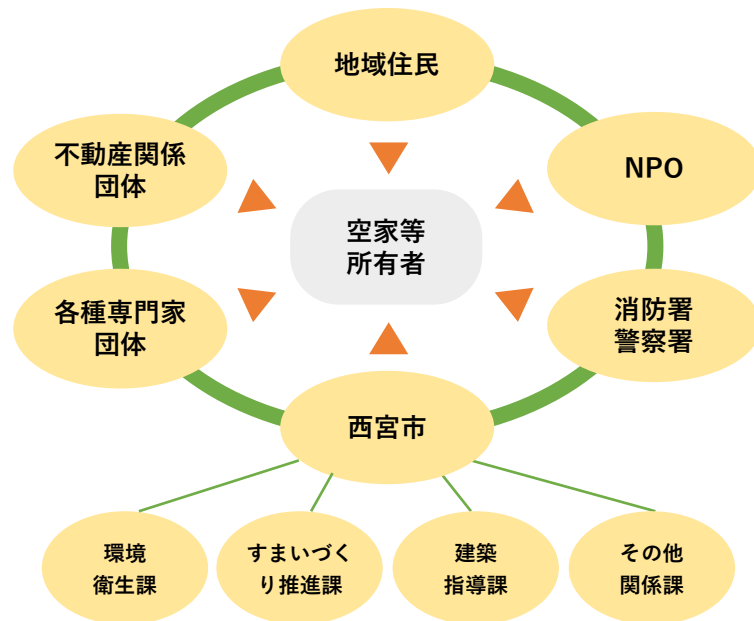 地域住民
不動産関係
団体
NPO
空家等
所有者
各種専門家
団体
消防署
警察署
西宮市
環境
衛生課
すまいづく
り推進課
建築
指導課
その他
関係課